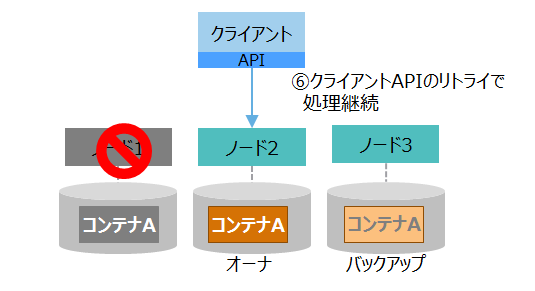 クライアント
API
⑥クライアントAPIのリトライで
処理継続
ノード1
ノード2
ノード3
コンテナA
コンテナA
コンテナA
オーナ
バックアップ